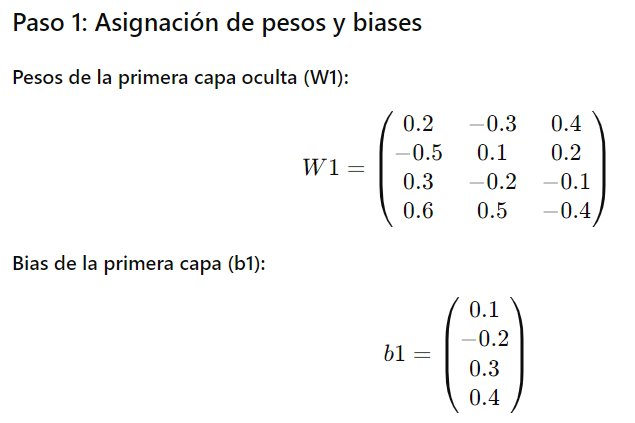 Paso 1: Asignación de pesos y biases
Pesos de la primera capa oculta (W1):
W1 =
0.2 −0.3 0.4
−0.5 0.1 0.2
0.3 −0.2 −0.1
0.6 0.5 −0.4
Bias de la primera capa (b1):
b1 =
0.1
−0.2
0.3
0.4